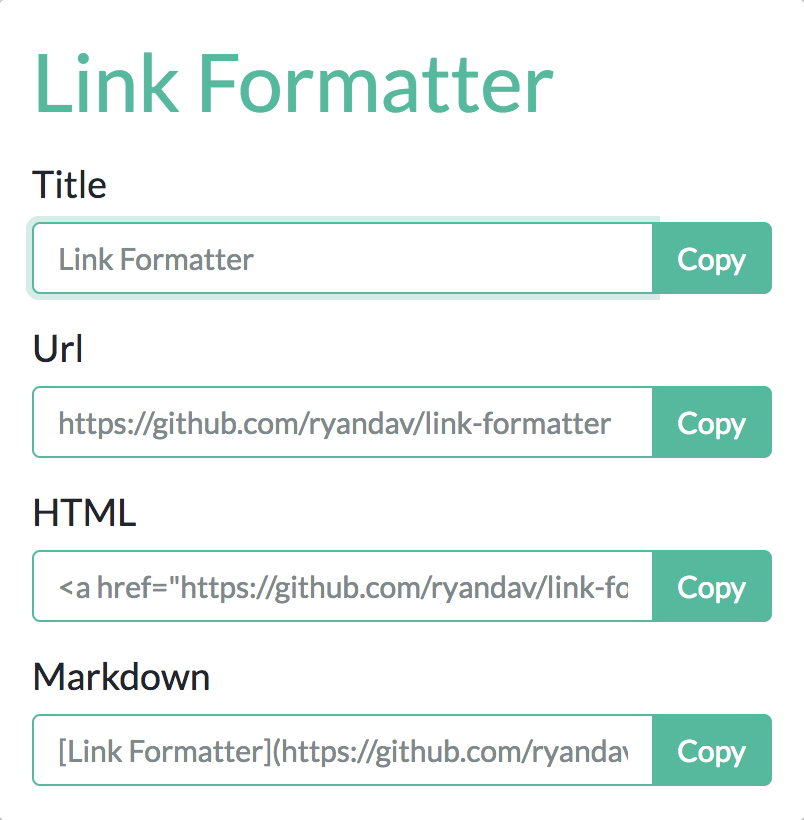 Link Formatter
Title
Link Formatter Copy
Url
https://github.com/ryandav/link-formatter Copy
HTML
<a href="https://github.com/ryandav/link-fo Copy
Markdown
[Link Formatter](https://github.com/ryandav Copy